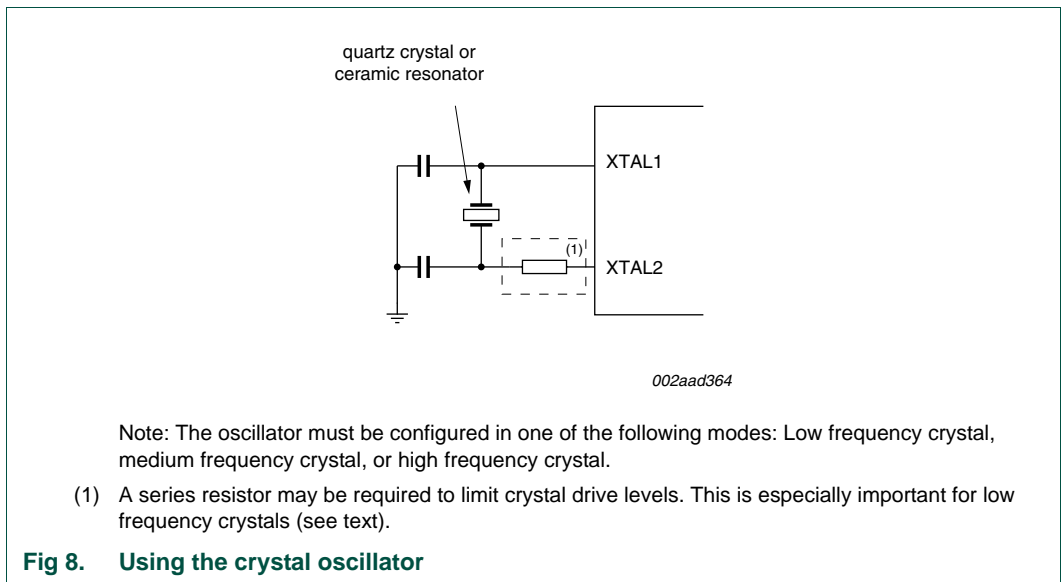 quartz crystal or
ceramic resonator
XTAL1
(1)
XTAL2
002aad364
Note: The oscillator must be configured in one of the following modes: Low frequency crystal,
medium frequency crystal, or high frequency crystal.
(1) A series resistor may be required to limit crystal drive levels. This is especially important for low
frequency crystals (see text).
Fig 8. Using the crystal oscillator